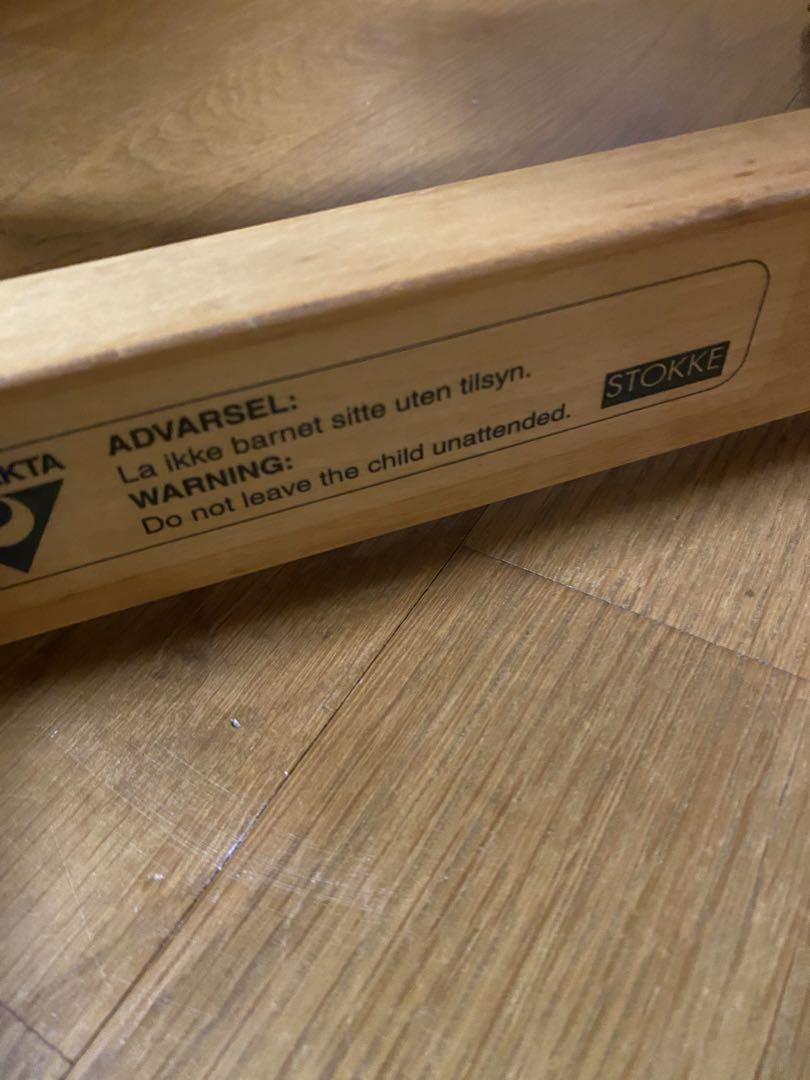 ADVARSEL:
La ikke barnet sitte uten tilsyn.
WARNING:
Do not leave the child unattended.
STOKKE